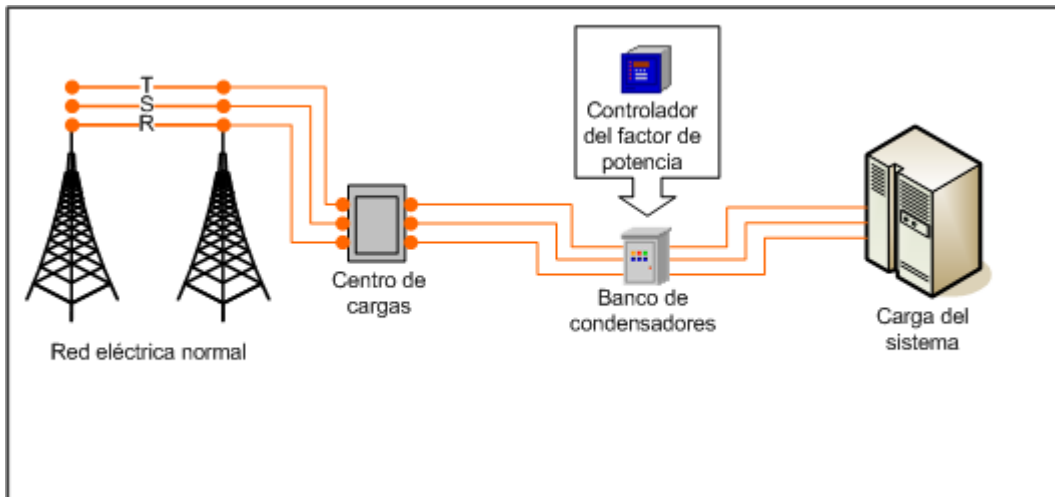 T
S
R
Controlador
del factor de
potencia
Centro de
cargas
Banco de
condensadores
Carga del
sistema
Red eléctrica normal